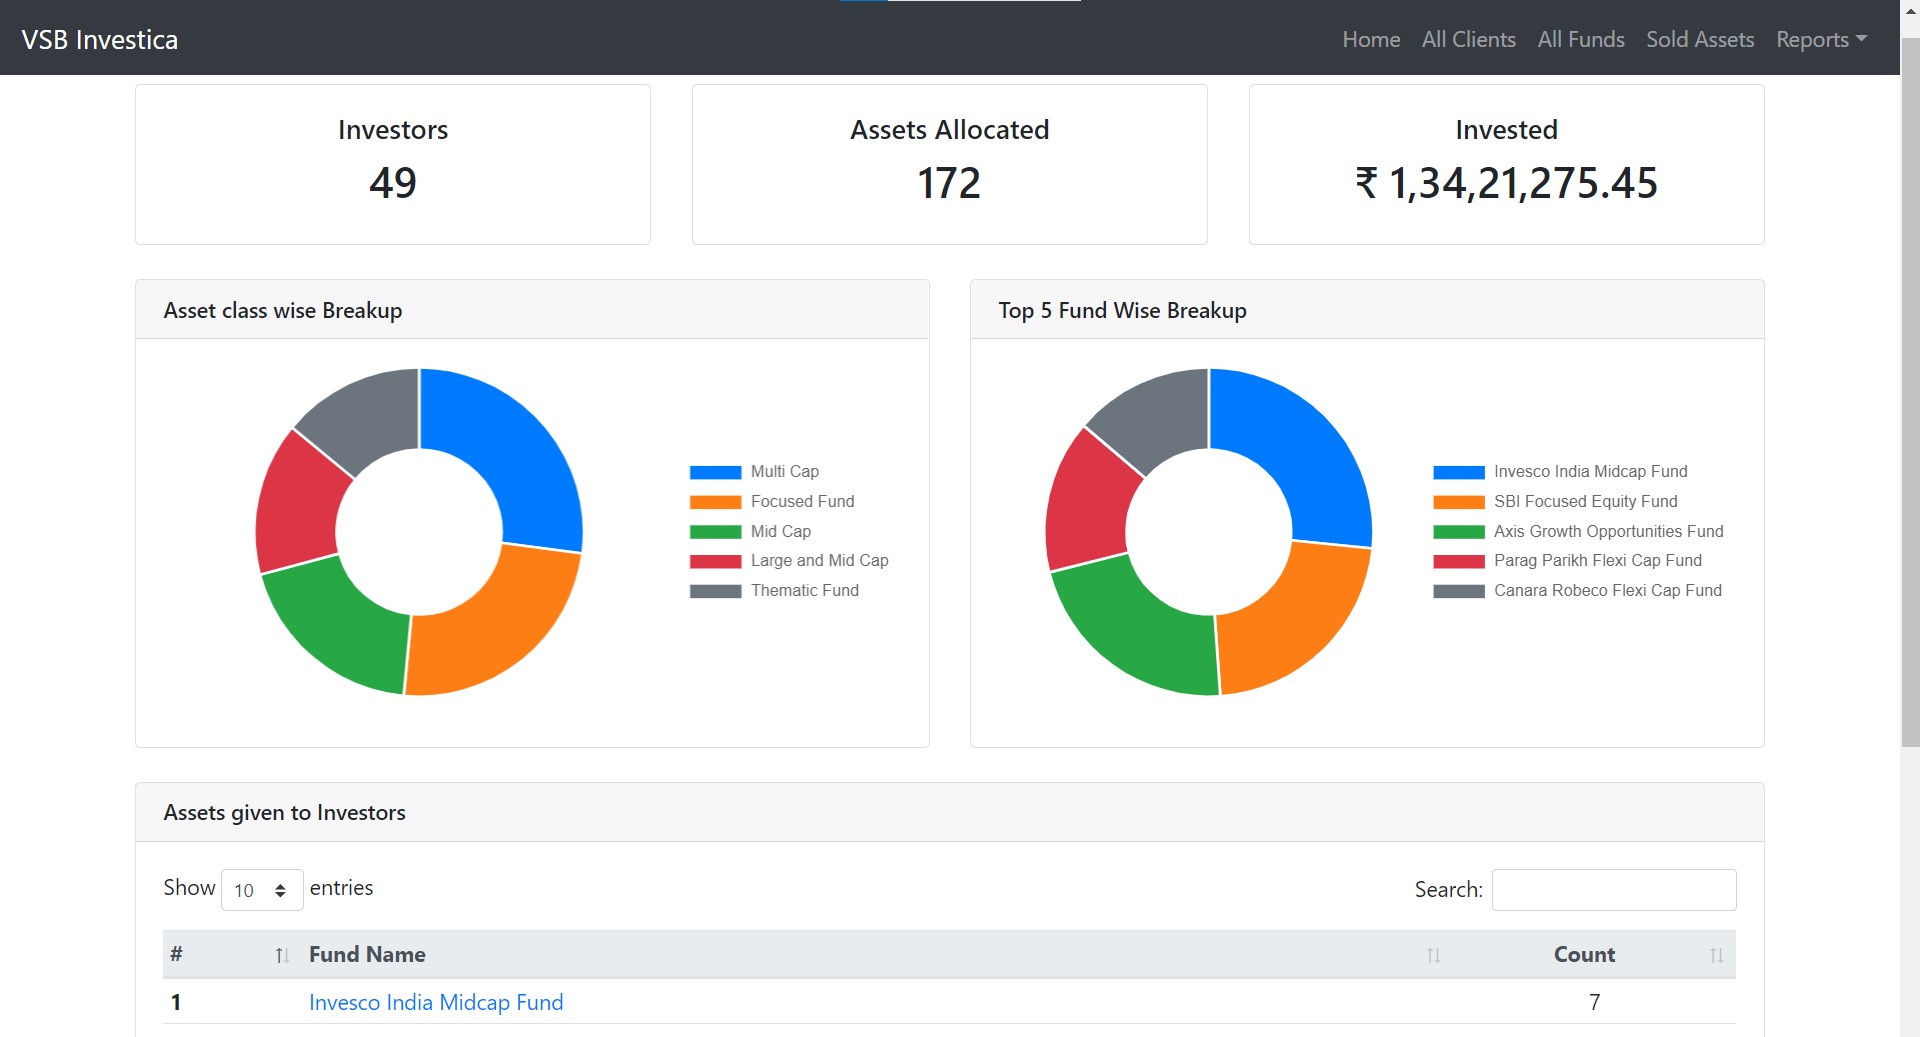 VSB Investica
Home All Clients All Funds Sold Assets Reports
Investors
49
Assets Allocated
172
Invested
₹ 1,34,21,275.45
Asset class wise Breakup
Multi Cap
Focused Fund
Mid Cap
Large and Mid Cap
Thematic Fund
Top 5 Fund Wise Breakup
Invesco India Midcap Fund
SBI Focused Equity Fund
Axis Growth Opportunities Fund
Parag Parikh Flexi Cap Fund
Canara Robeco Flexi Cap Fund
Assets given to Investors
Show 10 entries Search:
# Fund Name Count
1 Invesco India Midcap Fund 7